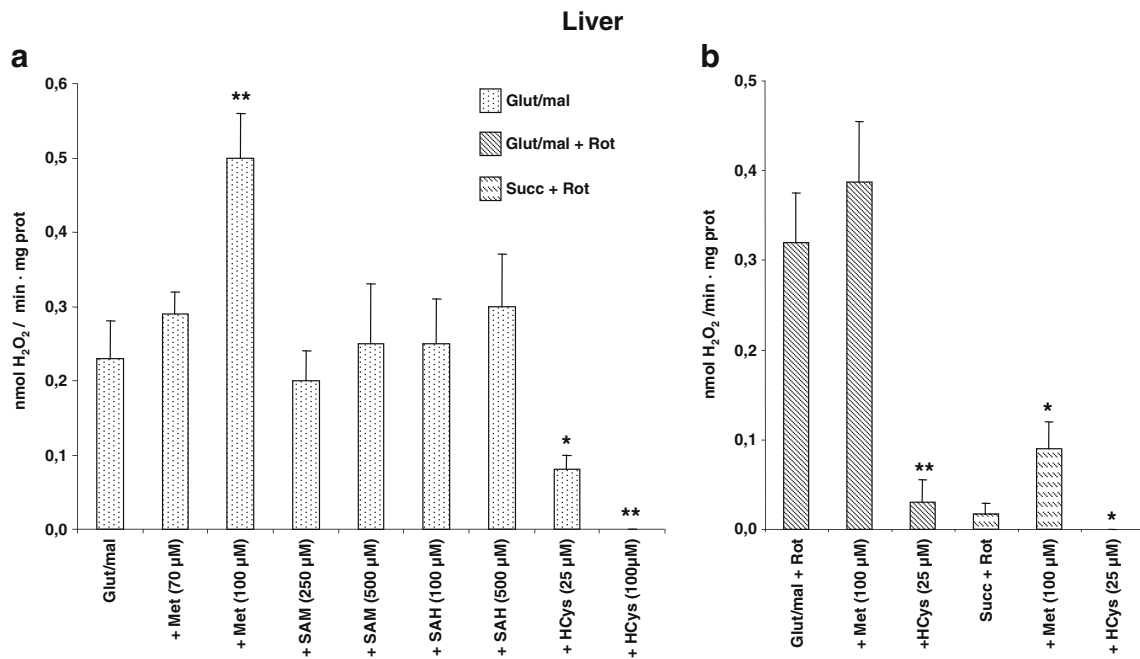 Liver
a
nmol H₂O₂ / min · mg prot
0,6
0,5
0,4
0,3
0,2
0,1
0,0
**
*
**
Glut/mal
Glut/mal + Rot
Succ + Rot
Glut/mal
+ Met (70 µM)
+ Met (100 µM)
+ SAM (250 µM)
+ SAM (500 µM)
+ SAH (100 µM)
+ SAH (500 µM)
+ HCys (25 µM)
+ HCys (100µM)
b
nmol H₂O₂ /min · mg prot
0,5
0,4
0,3
0,2
0,1
0,0
**
*
*
Glut/mal + Rot
+ Met (100 µM)
+HCys (25 µM)
Succ + Rot
+ Met (100 µM)
+ HCys (25 µM)